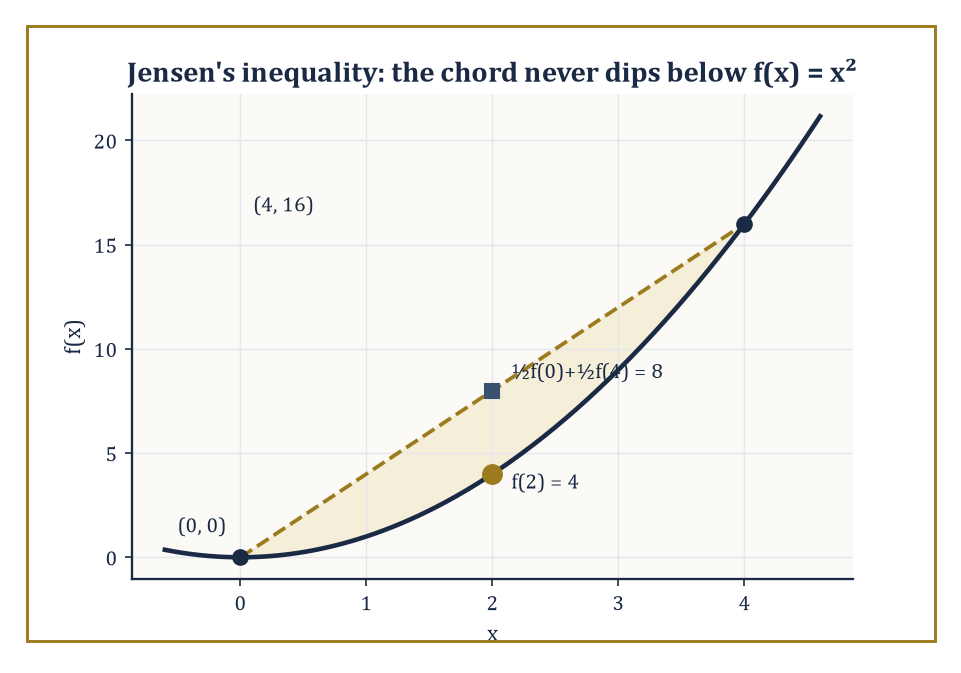 Jensen's inequality: the chord never dips below f(x) = x²
20
(4, 16)
15
f(x)
10
½f(0)+½f(4) = 8
5
f(2) = 4
(0, 0)
0
0 1 2 3 4
x